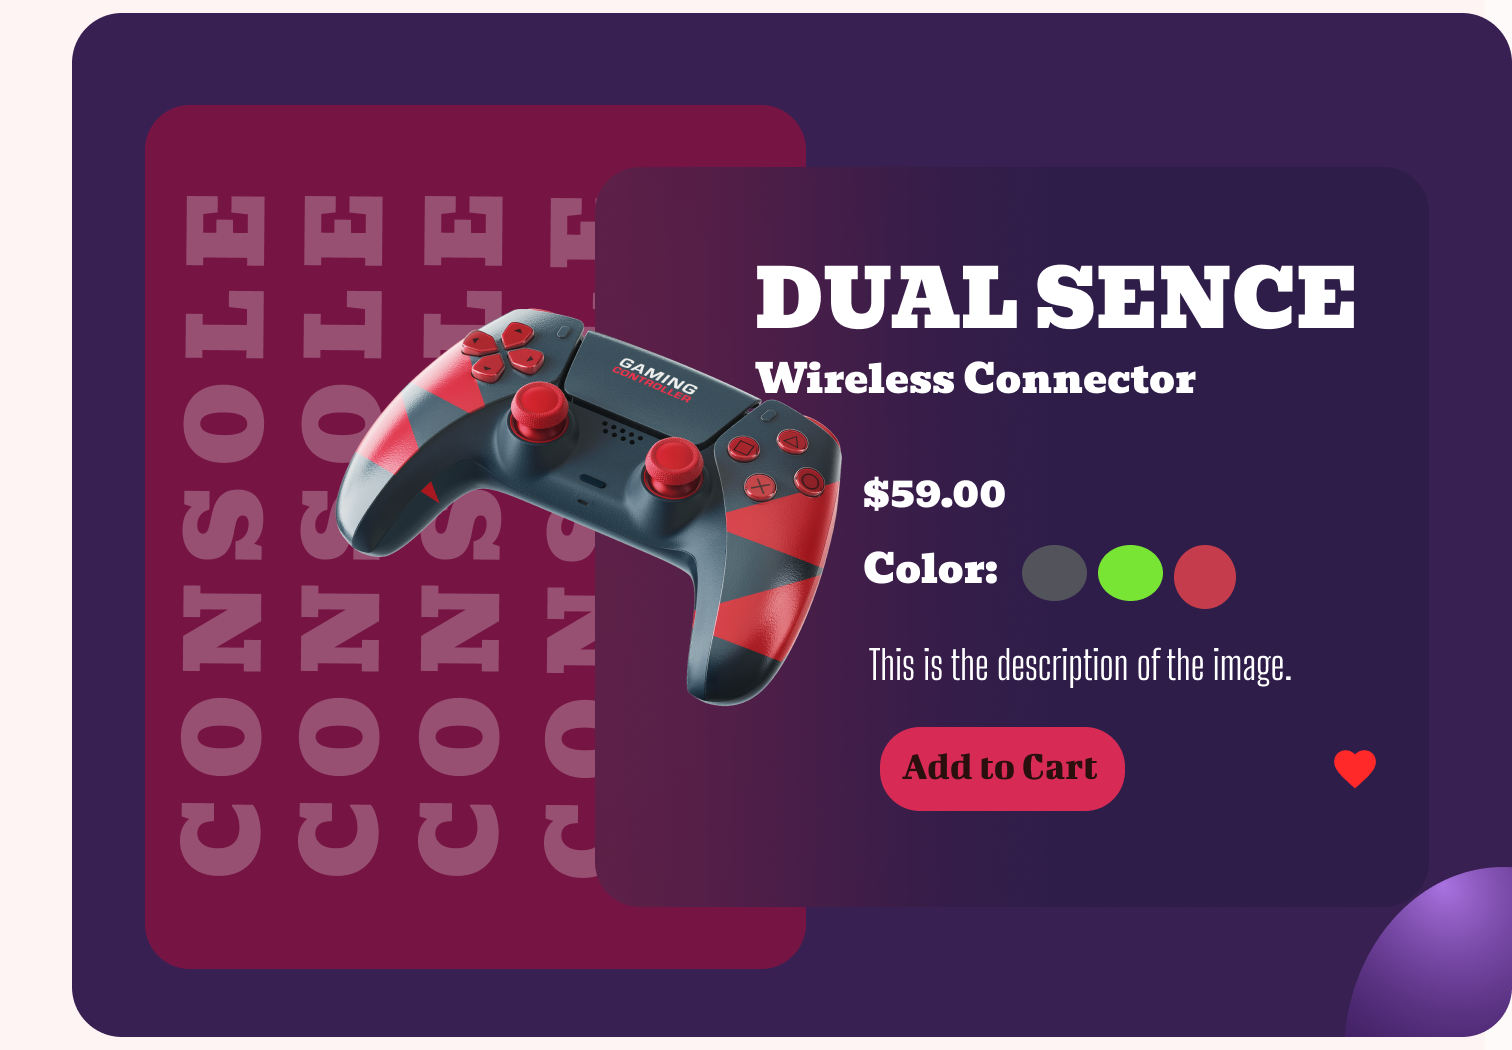 CONSOLE
CONSOLE
CONSOLE
CONSOLE
GAMING
CONTROLLER
DUAL SENCE
Wireless Connector
$59.00
Color:
This is the description of the image.
Add to Cart